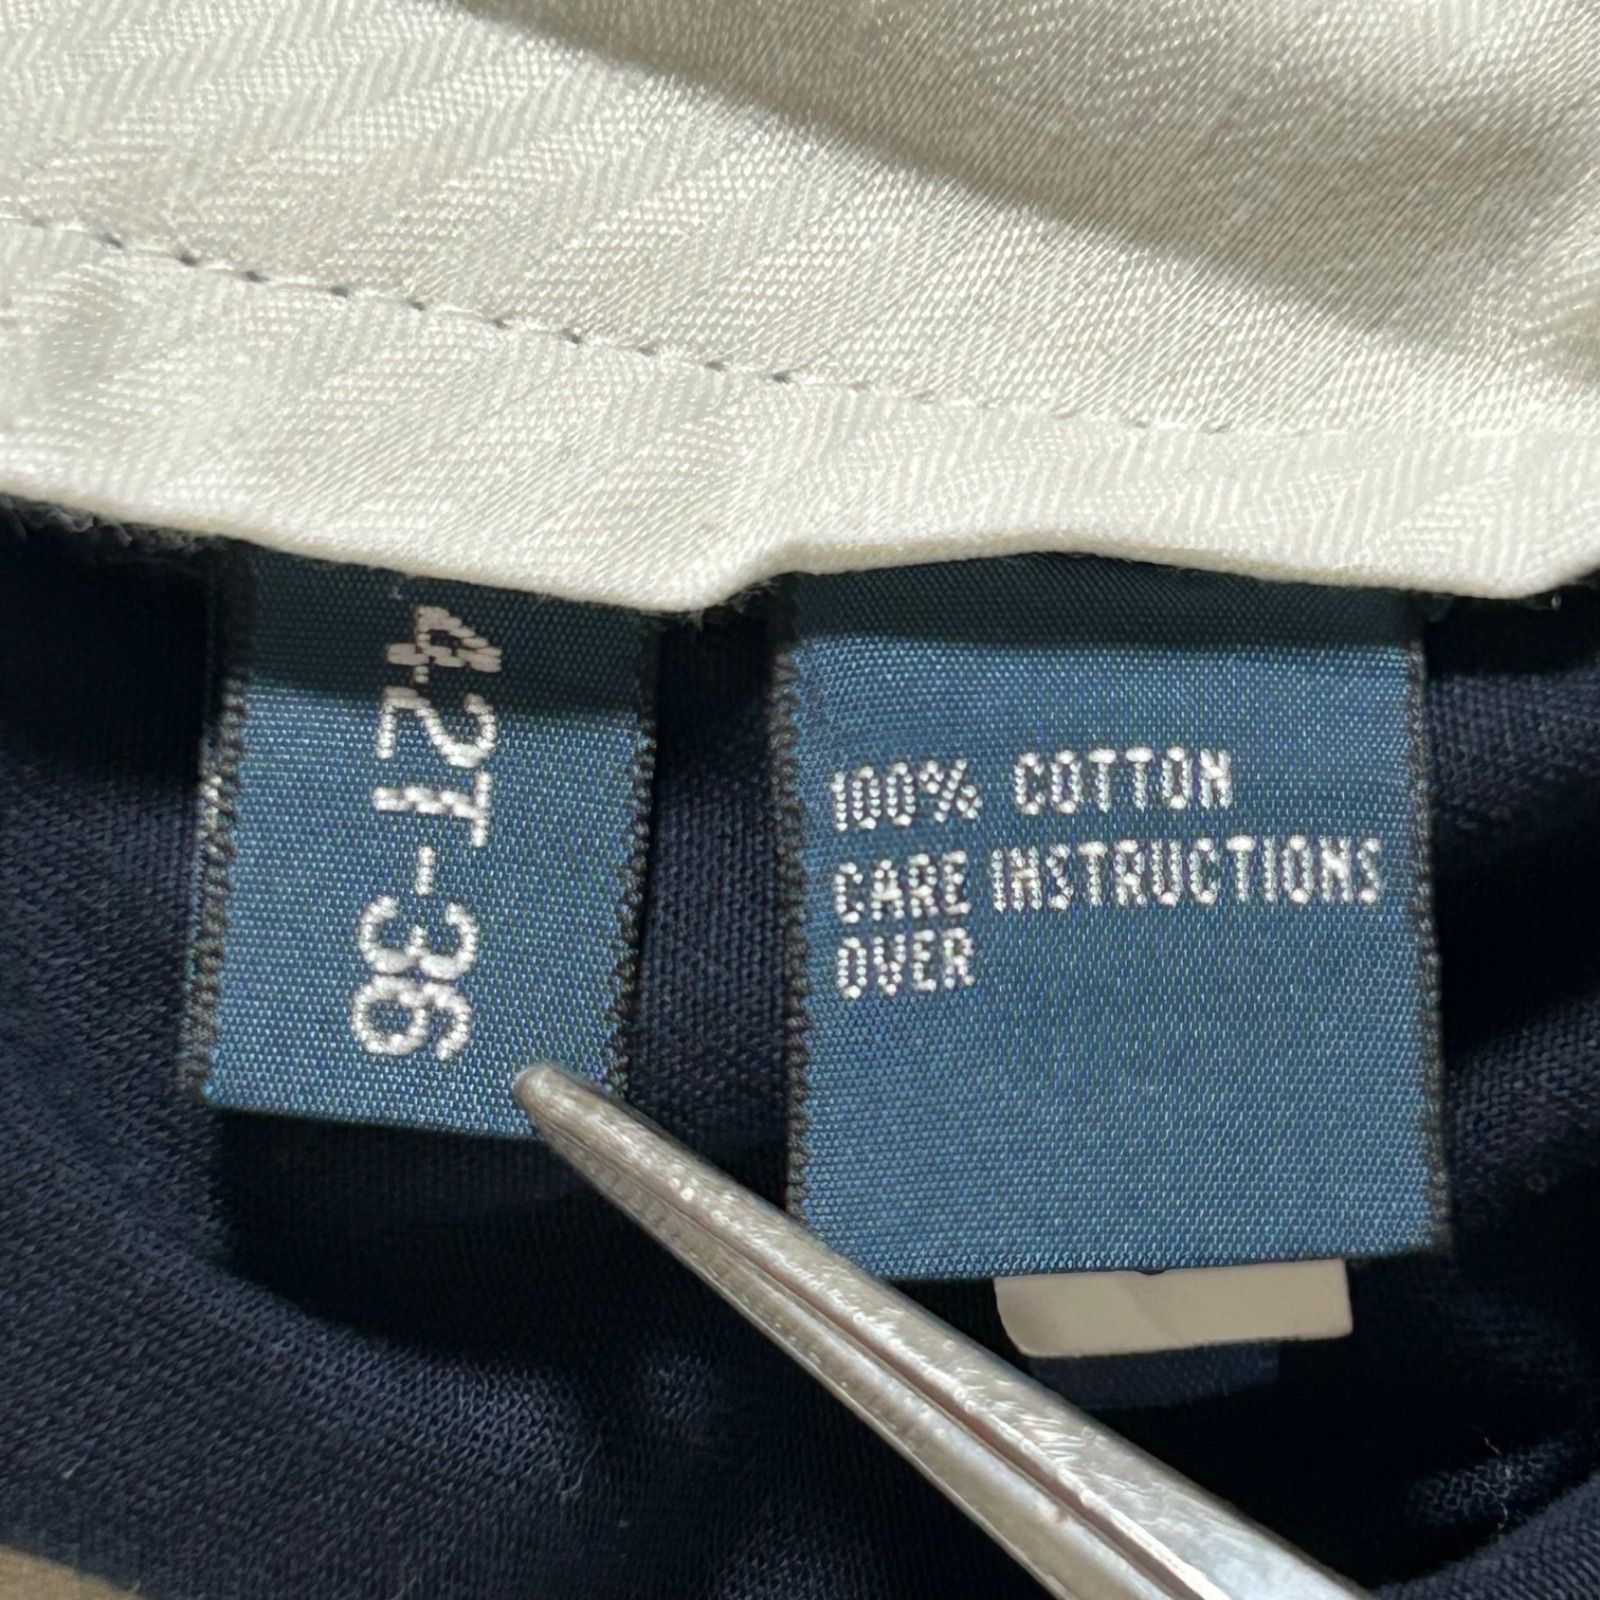 42T-36
100% COTTON
CARE INSTRUCTIONS
OVER